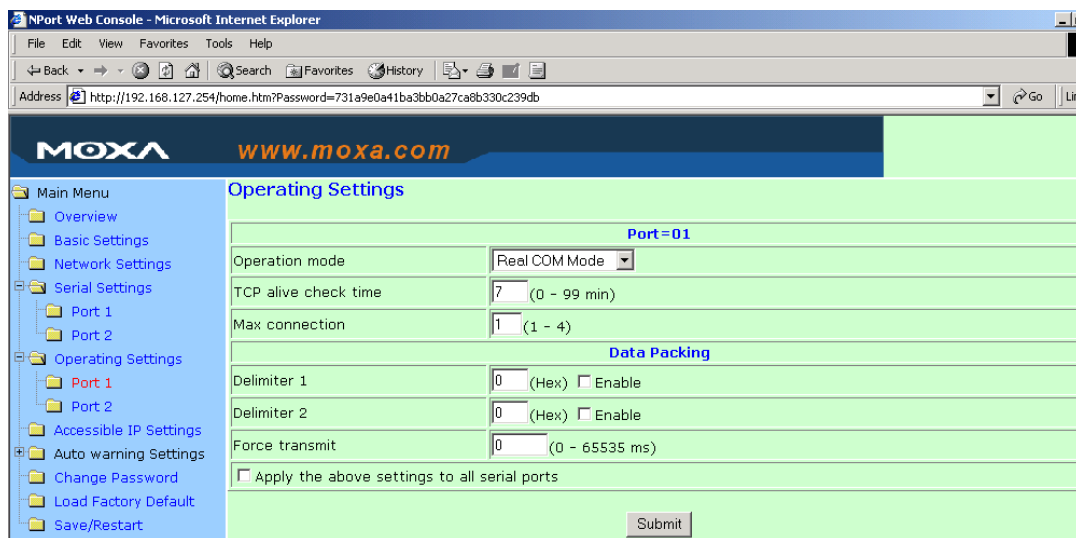 NPort Web Console - Microsoft Internet Explorer
File Edit View Favorites Tools Help
Back Search Favorites History
Address http://192.168.127.254/home.htm?Password=731a9e0a41ba3bb0a27ca8b330c239db Go
MOXA www.moxa.com
Main Menu
Overview
Basic Settings
Network Settings
Serial Settings
Port 1
Port 2
Operating Settings
Port 1
Port 2
Accessible IP Settings
Auto warning Settings
Change Password
Load Factory Default
Save/Restart
Operating Settings
Port=01
Operation mode Real COM Mode
TCP alive check time 7 (0 - 99 min)
Max connection 1 (1 - 4)
Data Packing
Delimiter 1 0 (Hex) Enable
Delimiter 2 0 (Hex) Enable
Force transmit 0 (0 - 65535 ms)
Apply the above settings to all serial ports
Submit